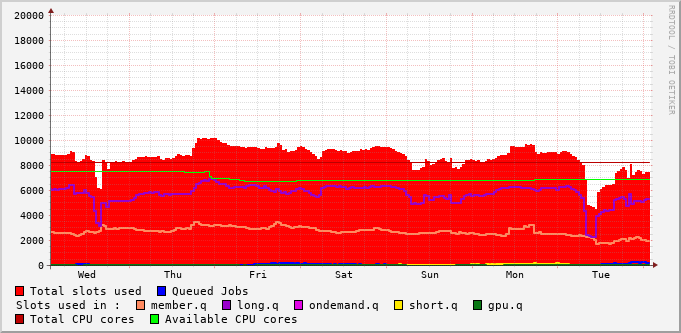 RRDTOOL / TOBI OETIKER
20000
18000
16000
14000
12000
10000
8000
6000
4000
2000
0
Wed Thu Fri Sat Sun Mon Tue
Total slots used Queued Jobs
Slots used in : member.q long.q ondemand.q short.q gpu.q
Total CPU cores Available CPU cores